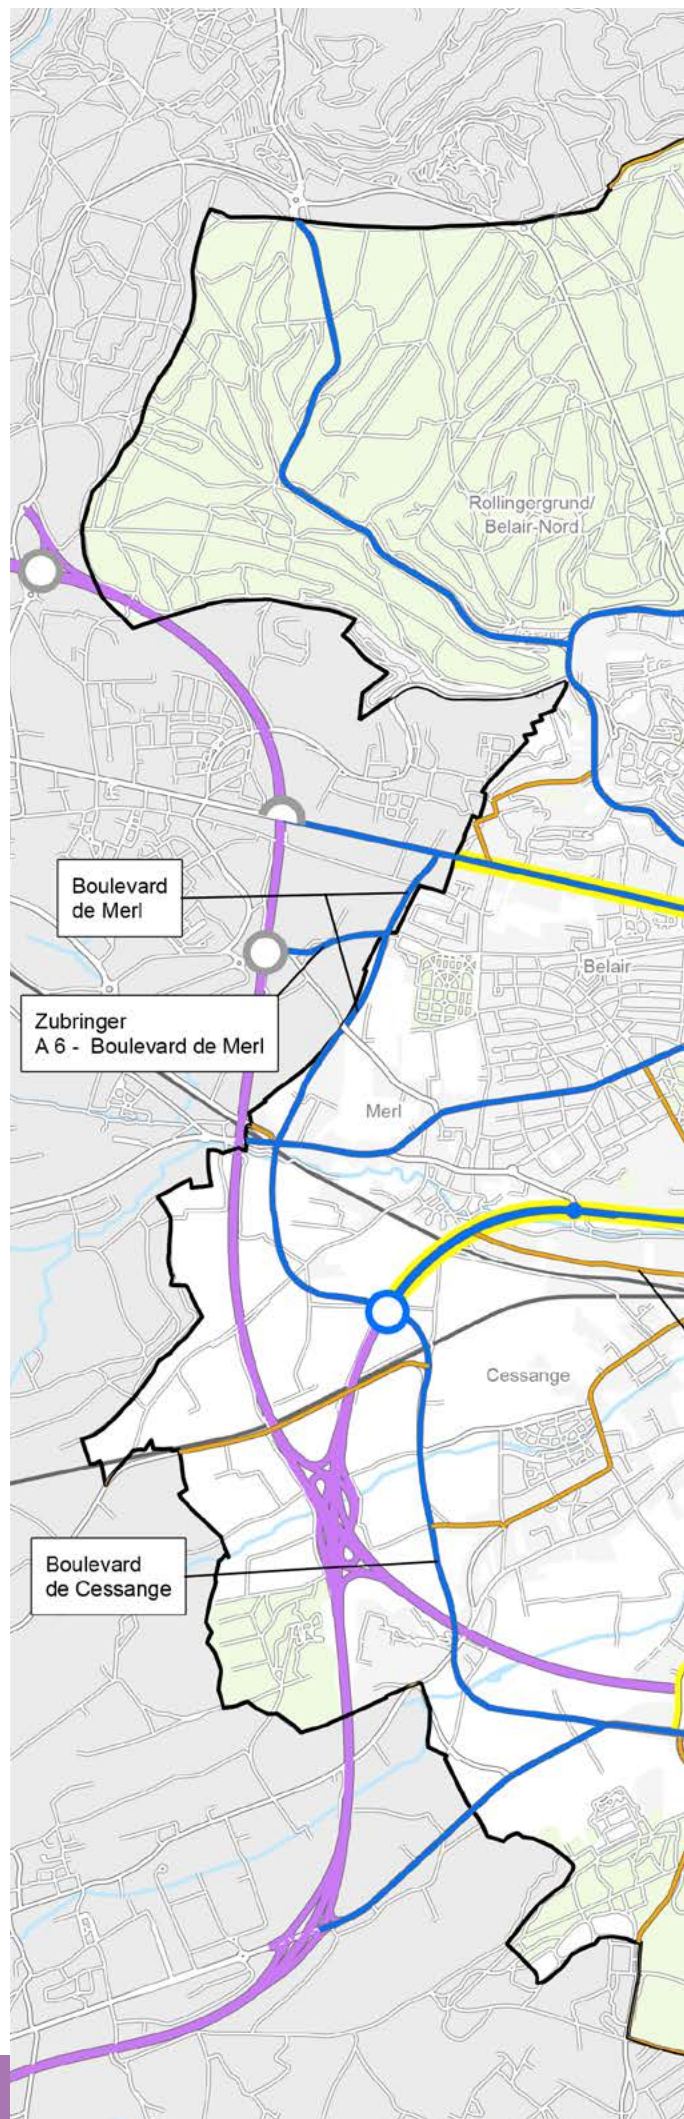 Rollingergrund/
Belair-Nord
Boulevard
de Merl
Belair
Zubringer
A 6 - Boulevard de Merl
Merl
Cessange
Boulevard
de Cessange